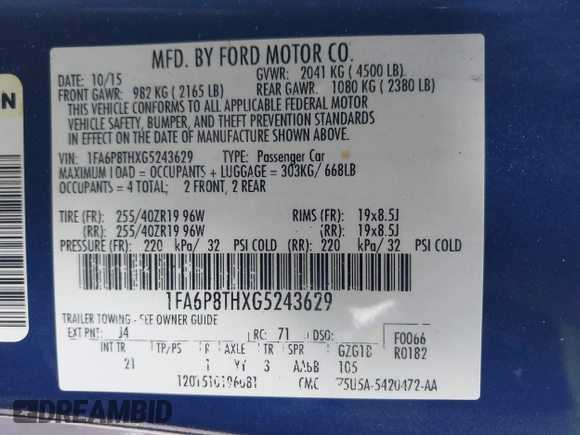 N
MFD. BY FORD MOTOR CO.
DATE: 10/15 GVWR: 2041 KG ( 4500 LB)
FRONT GAWR: 982 KG ( 2165 LB) REAR GAWR: 1080 KG ( 2380 LB)
THIS VEHICLE CONFORMS TO ALL APPLICABLE FEDERAL MOTOR
VEHICLE SAFETY, BUMPER, AND THEFT PREVENTION STANDARDS
IN EFFECT ON THE DATE OF MANUFACTURE SHOWN ABOVE.
VIN: 1FA6P8THXG5243629 TYPE: Passenger Car
MAXIMUM LOAD = OCCUPANTS + LUGGAGE = 303KG/ 668LB
OCCUPANTS = 4 TOTAL; 2 FRONT, 2 REAR
TIRE (FR): 255/40ZR19 96W RIMS (FR): 19x8.5J
(RR): 255/40ZR19 96W (RR): 19x8.5J
PRESSURE (FR): 220 kPa/ 32 PSI COLD (RR): 220 kPa/ 32 PSI COLD
1FA6P8THXG5243629
TRAILER TOWING - SEE OWNER GUIDE
EXT PNT: J4 RC: 71 DSO: F0066
INT TR TP/PS R AXLE TR SPR R0182
21 1 3 105
5U5A-5420472-AA
DREAMBID